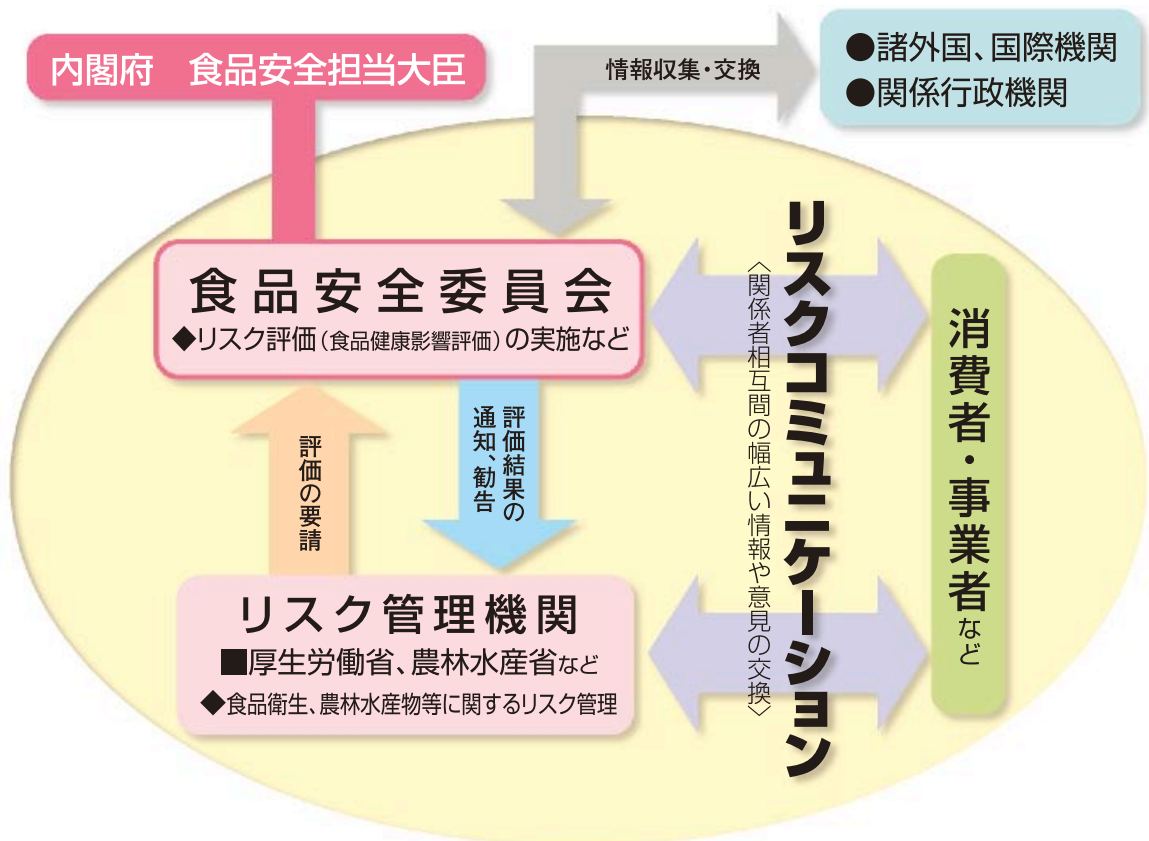 内閣府　食品安全担当大臣
情報収集・交換
●諸外国、国際機関
●関係行政機関
食品安全委員会
◆リスク評価(食品健康影響評価)の実施など
評価の要請
評価結果の
通知、勧告
リスク管理機関
■厚生労働省、農林水産省など
◆食品衛生、農林水産物等に関するリスク管理
リスクコミュニケーション
〈関係者相互間の幅広い情報や意見の交換〉
消費者・事業者など